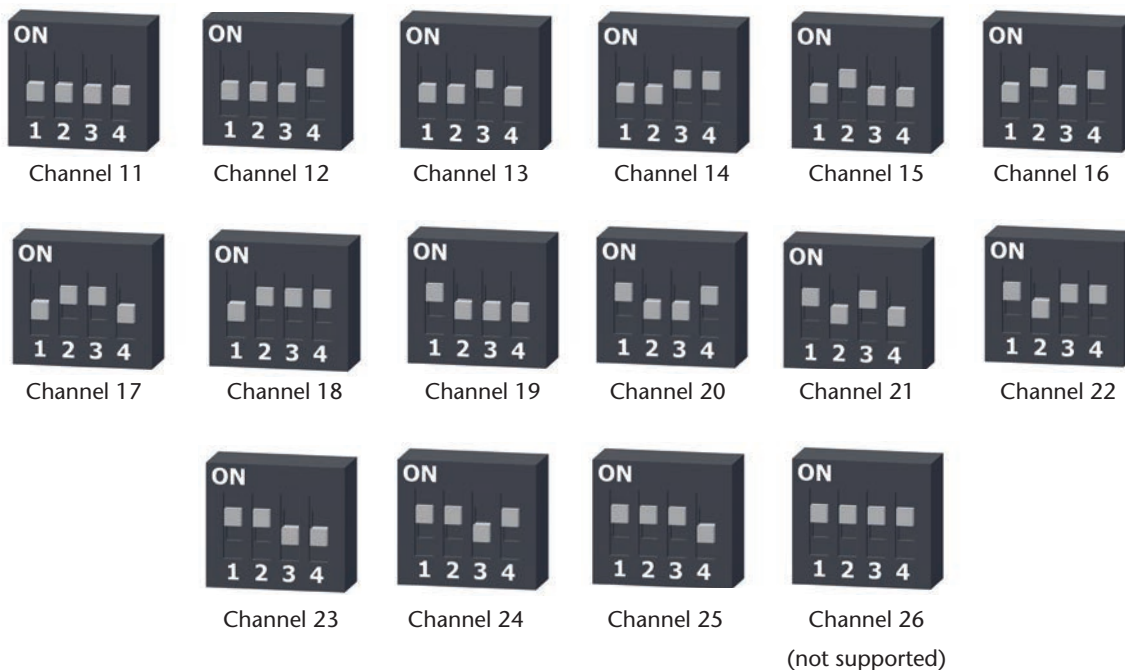 ON ON ON ON ON ON
1 2 3 4 1 2 3 4 1 2 3 4 1 2 3 4 1 2 3 4 1 2 3 4
Channel 11 Channel 12 Channel 13 Channel 14 Channel 15 Channel 16
ON ON ON ON ON ON
1 2 3 4 1 2 3 4 1 2 3 4 1 2 3 4 1 2 3 4 1 2 3 4
Channel 17 Channel 18 Channel 19 Channel 20 Channel 21 Channel 22
ON ON ON ON
1 2 3 4 1 2 3 4 1 2 3 4 1 2 3 4
Channel 23 Channel 24 Channel 25 Channel 26
(not supported)